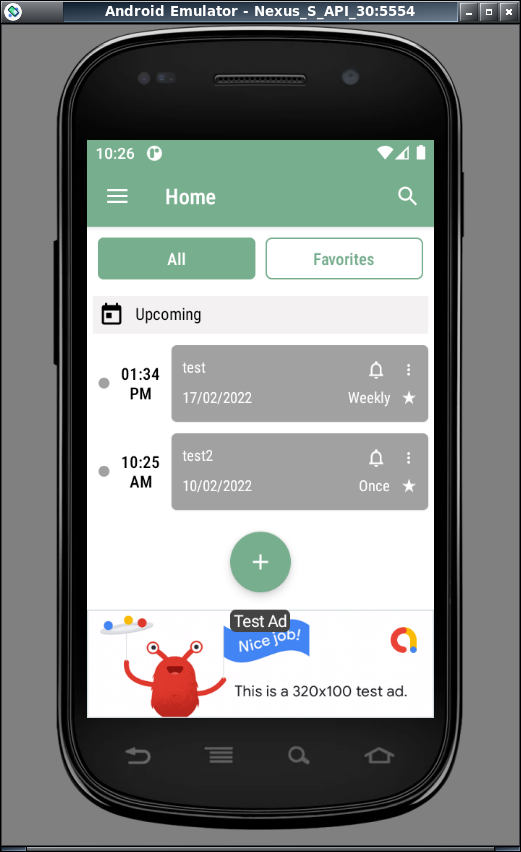 Android Emulator - Nexus_S_API_30:5554
10:26
Home
All
Favorites
Upcoming
01:34 PM
test
17/02/2022
Weekly
10:25 AM
test2
10/02/2022
Once
+
Test Ad
Nice job!
This is a 320x100 test ad.